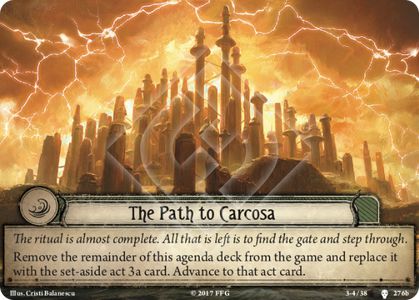 The Path to Carcosa
The ritual is almost complete. All that is left is to find the gate and step through.
Remove the remainder of this agenda deck from the game and replace it
with the set-aside act 3a card. Advance to that act card.
Illus. Cristi Balanescu
© 2017 FFG
3-4/38
276b